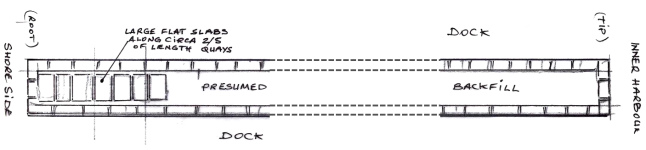 (ROOT)
SHORE SIDE
LARGE FLAT SLABS
ALONG CIRCA 2/5
OF LENGTH QUAYS
DOCK
(TIP)
INNER HARBOUR
PRESUMED
BACKFILL
DOCK